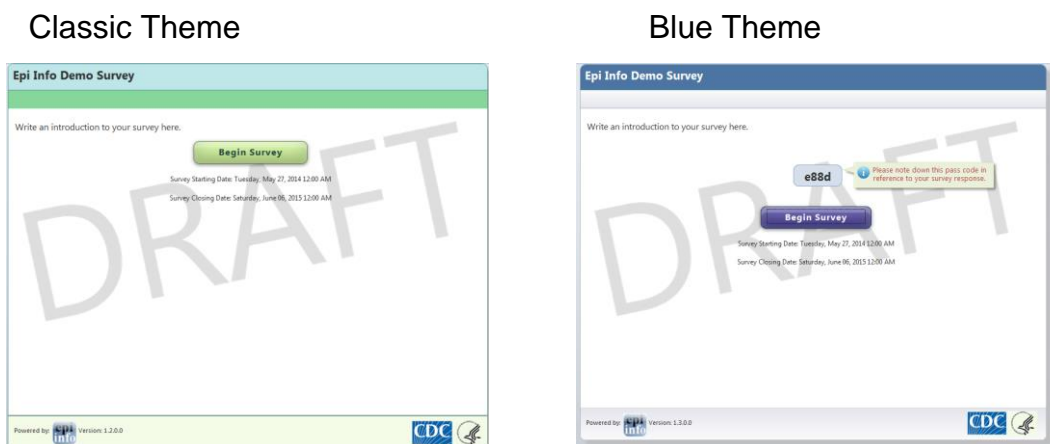 Classic Theme
Epi Info Demo Survey
Write an introduction to your survey here.
Begin Survey
Survey Starting Date: Tuesday, May 27, 2014 12:00 AM
Survey Closing Date: Saturday, June 06, 2015 12:00 AM
DRAFT
Powered by: epi info Version: 1.2.0.0
CDC
Blue Theme
Epi Info Demo Survey
Write an introduction to your survey here.
e88d
Please note down this pass code in
reference to your survey response.
Begin Survey
Survey Starting Date: Tuesday, May 27, 2014 12:00 AM
Survey Closing Date: Saturday, June 06, 2015 12:00 AM
DRAFT
Powered by: epi info Version: 1.3.0.0
CDC